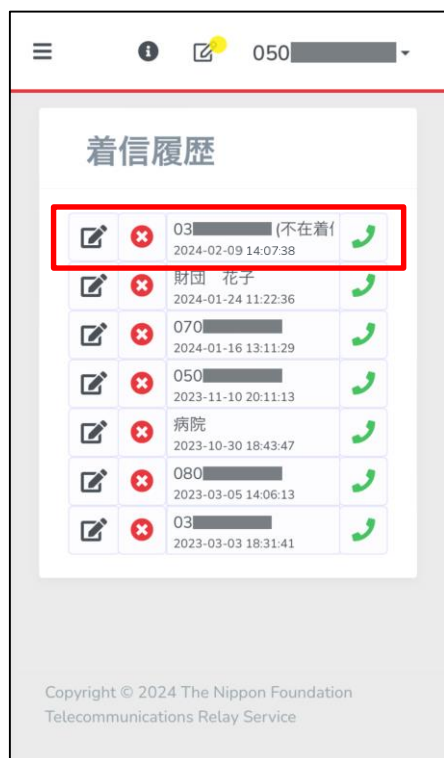 050
着信履歴
03 (不在着
2024-02-09 14:07:38
財団 花子
2024-01-24 11:22:36
070
2024-01-16 13:11:29
050
2023-11-10 20:11:13
病院
2023-10-30 18:43:47
080
2023-03-05 14:06:13
03
2023-03-03 18:31:41
Copyright © 2024 The Nippon Foundation
Telecommunications Relay Service